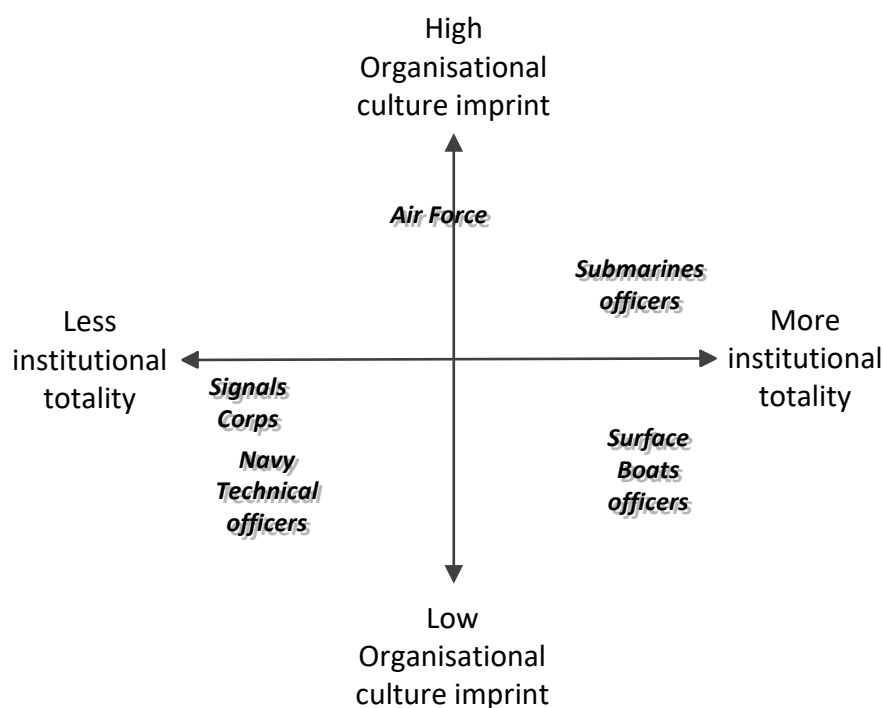 High
Organisational
culture imprint
Air Force
Submarines
officers
Less
institutional
totality
More
institutional
totality
Signals
Corps
Navy
Technical
officers
Surface
Boats
officers
Low
Organisational
culture imprint